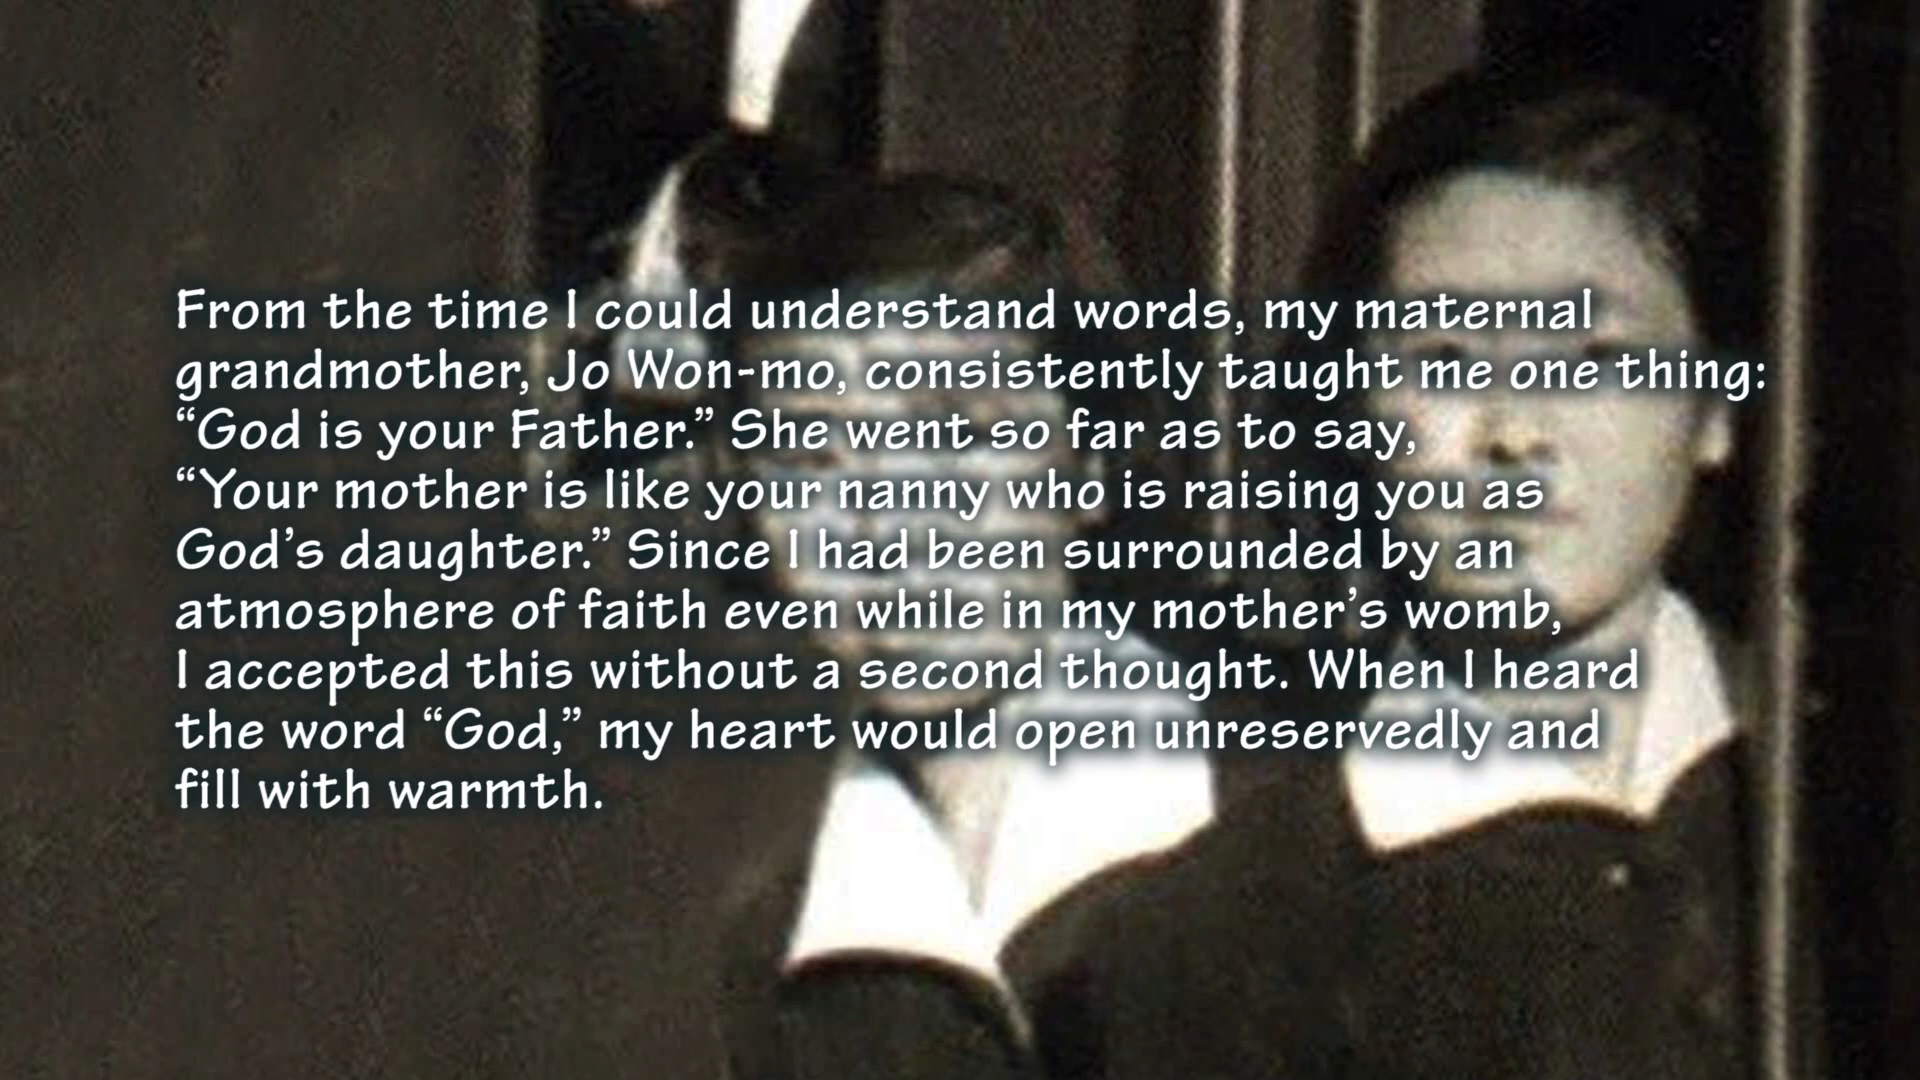 From the time I could understand words, my maternal
grandmother, Jo Won-mo, consistently taught me one thing:
“God is your Father.” She went so far as to say,
“Your mother is like your nanny who is raising you as
God’s daughter.” Since I had been surrounded by an
atmosphere of faith even while in my mother’s womb,
I accepted this without a second thought. When I heard
the word “God,” my heart would open unreservedly and
fill with warmth.